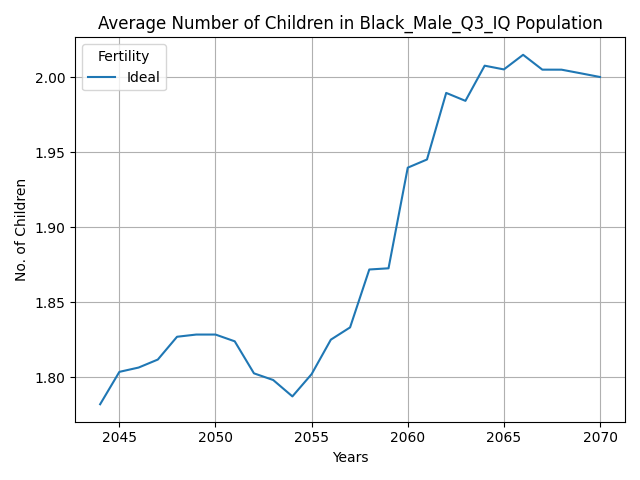 Average Number of Children in Black_Male_Q3_IQ Population
Fertility
Ideal
2.00
1.95
1.90
1.85
1.80
No. of Children
2045 2050 2055 2060 2065 2070
Years